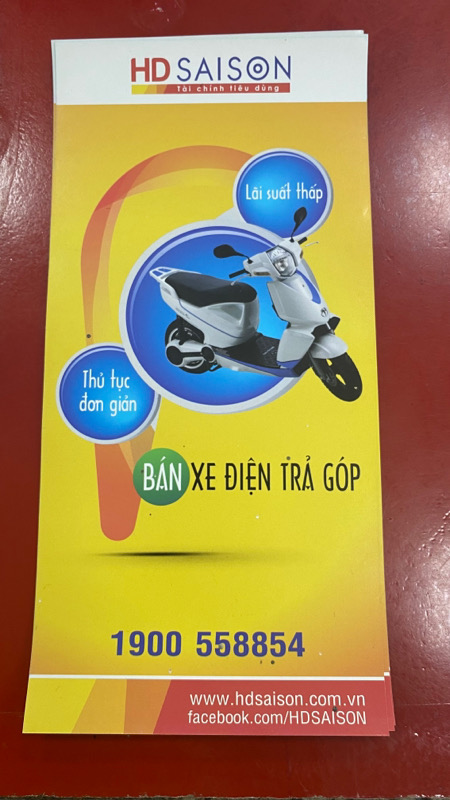 HD SAISON
Tài chính tiêu dùng
Lãi suất thấp
Thủ tục
đơn giản
BÁN XE ĐIỆN TRẢ GÓP
1900 558854
www.hdsaison.com.vn
facebook.com/HDSAISON